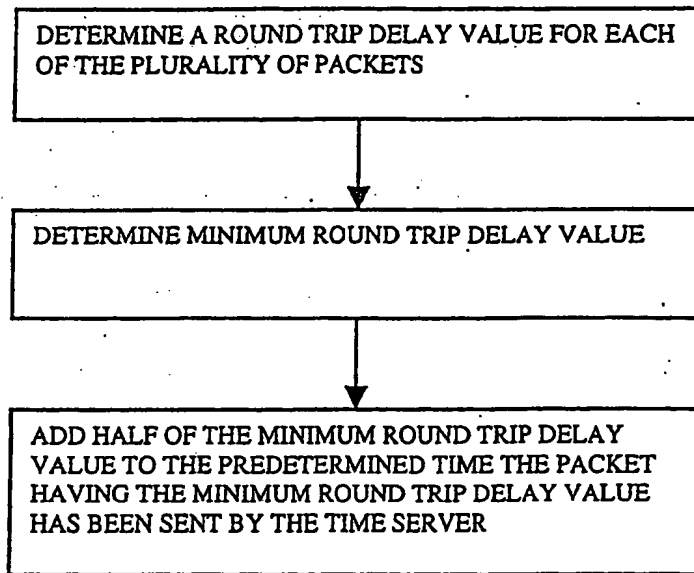 DETERMINE A ROUND TRIP DELAY VALUE FOR EACH
OF THE PLURALITY OF PACKETS
DETERMINE MINIMUM ROUND TRIP DELAY VALUE
ADD HALF OF THE MINIMUM ROUND TRIP DELAY
VALUE TO THE PREDETERMINED TIME THE PACKET
HAVING THE MINIMUM ROUND TRIP DELAY VALUE
HAS BEEN SENT BY THE TIME SERVER